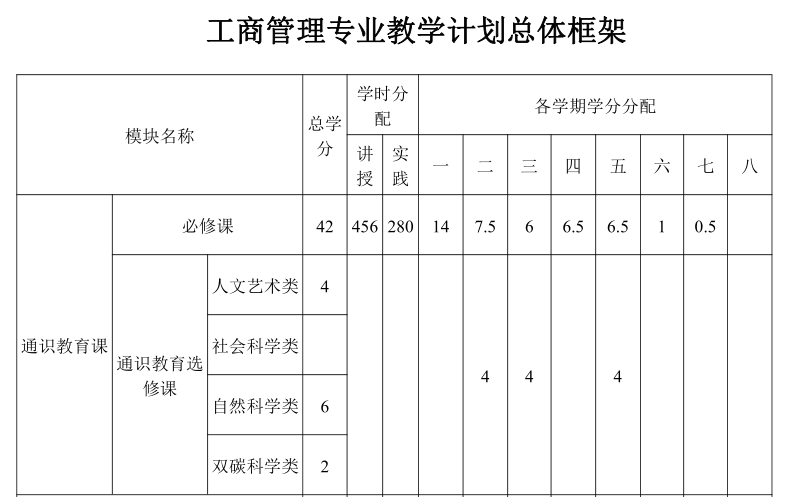 工商管理专业教学计划总体框架
模块名称 总学分 学时分配 各学期学分分配
讲授 实践 一 二 三 四 五 六 七 八
通识教育课 必修课 42 456 280 14 7.5 6 6.5 6.5 1 0.5
通识教育选修课 人文艺术类 4 4 4 4
社会科学类
自然科学类 6
双碳科学类 2